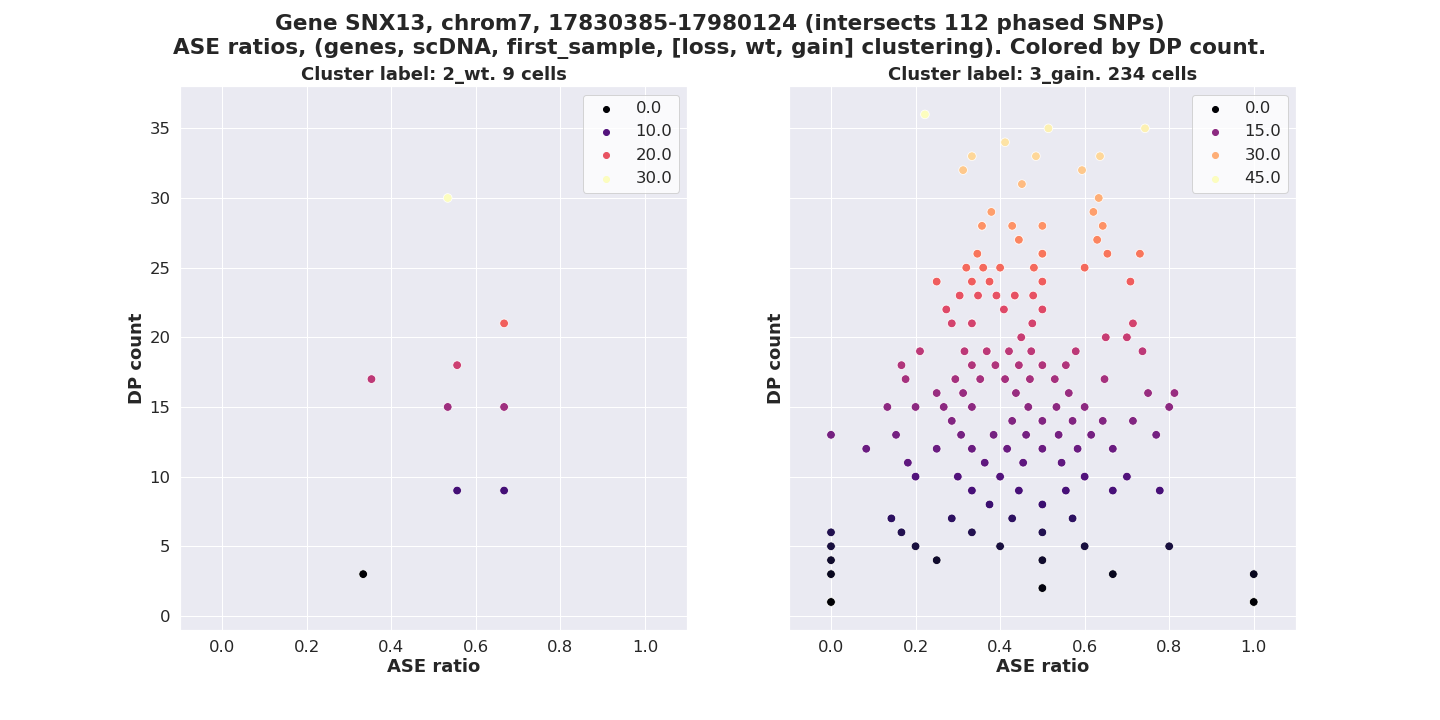 Gene SNX13, chrom7, 17830385-17980124 (intersects 112 phased SNPs)
ASE ratios, (genes, scDNA, first_sample, [loss, wt, gain] clustering). Colored by DP count.
Cluster label: 2_wt. 9 cells
0.0
10.0
20.0
30.0
35
30
25
20
15
10
5
0
DP count
0.0 0.2 0.4 0.6 0.8 1.0
ASE ratio
Cluster label: 3_gain. 234 cells
0.0
15.0
30.0
45.0
DP count
0.0 0.2 0.4 0.6 0.8 1.0
ASE ratio